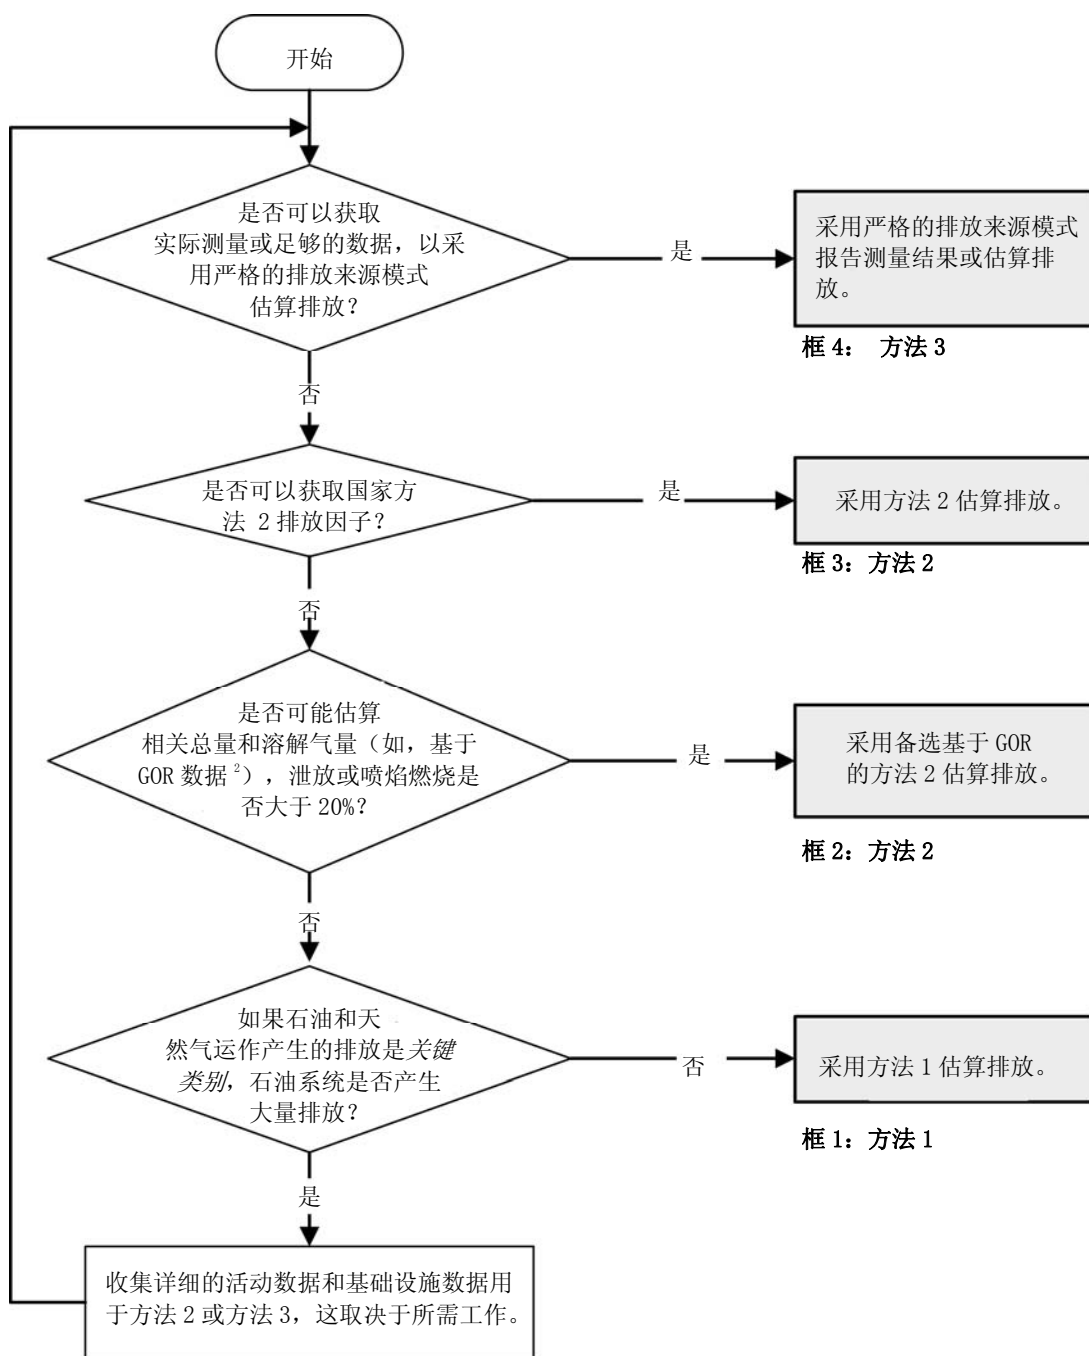 开始
是否可以获取
实际测量或足够的数据，以采
用严格的排放来源模式
估算排放？
是
采用严格的排放来源模式
报告测量结果或估算排
放。
框 4： 方法 3
否
是否可以获取国家方
法 2 排放因子？
是
采用方法 2 估算排放。
框 3：方法 2
否
是否可能估算
相关总量和溶解气量（如，基于
GOR 数据²），泄放或喷焰燃烧是
否大于 20%？
是
采用备选基于 GOR
的方法 2 估算排放。
框 2：方法 2
否
如果石油和天
然气运作产生的排放是关键
类别，石油系统是否产生
大量排放？
否
采用方法 1 估算排放。
框 1：方法 1
是
收集详细的活动数据和基础设施数据用
于方法 2 或方法 3，这取决于所需工作。